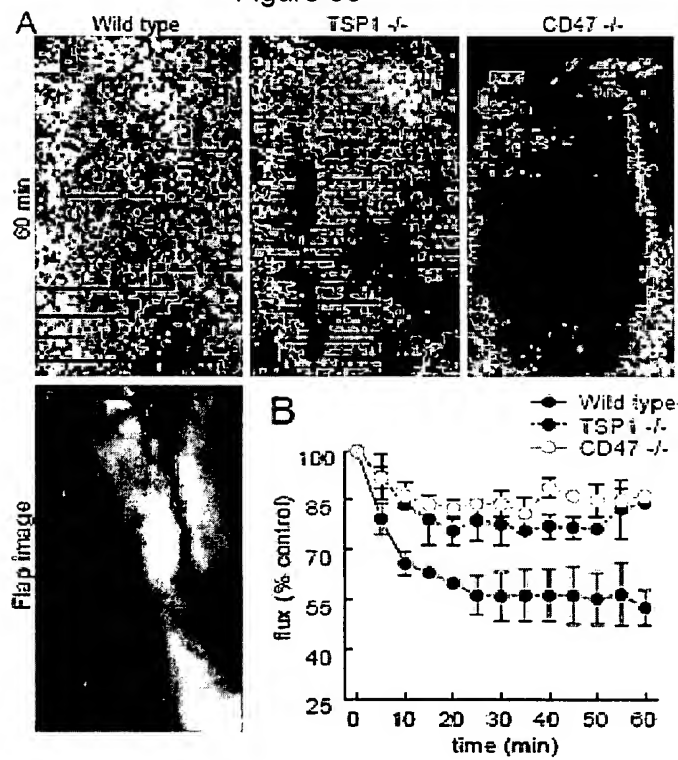 A
Wild type
TSP1 -/-
CD47 -/-
60 min
Flap image
B
Wild type
TSP1 -/-
CD47 -/-
flux (% control)
100
85
70
55
40
25
0 10 20 30 40 50 60
time (min)